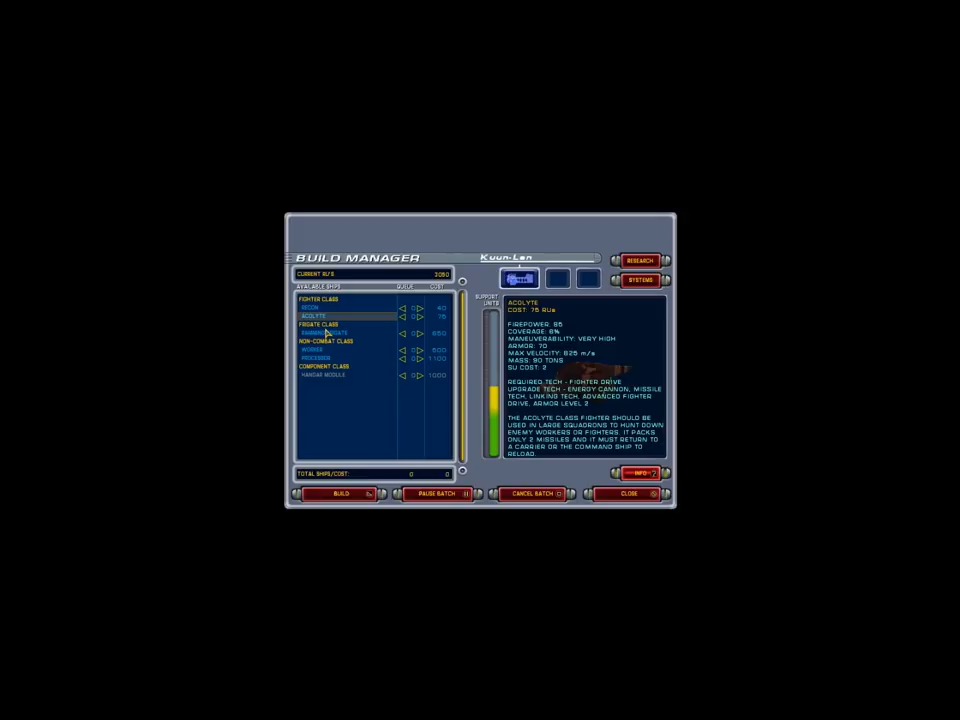 BUILD MANAGER
Kuun-Lan
RESEARCH
CURRENT RU'S 3050
SYSTEMS
AVAILABLE SHIPS QUEUE COST
SUPPORT UNITS
FIGHTER CLASS
RECON 0 40
ACOLYTE 0 75
FRIGATE CLASS
0 650
NON-COMBAT CLASS
WORKER 0 500
PROCESSOR 0 1100
COMPONENT CLASS
HANGAR MODULE 0 1000
ACOLYTE
COST: 75 RUs
FIREPOWER: 85
COVERAGE: 6%
MANEUVERABILITY: VERY HIGH
ARMOR: 70
MAX VELOCITY: 825 m/s
MASS: 90 TONS
SU COST: 2
REQUIRED TECH - FIGHTER DRIVE
UPGRADE TECH - ENERGY CANNON, MISSILE
TECH, LINKING TECH, ADVANCED FIGHTER
DRIVE, ARMOR LEVEL 2
THE ACOLYTE CLASS FIGHTER SHOULD BE
USED IN LARGE SQUADRONS TO HUNT DOWN
ENEMY WORKERS OR FIGHTERS. IT PACKS
ONLY 2 MISSILES AND IT MUST RETURN TO
A CARRIER OR THE COMMAND SHIP TO
RELOAD.
TOTAL SHIPS/COST: 0 0
INFO
BUILD
PAUSE BATCH
CANCEL BATCH
CLOSE